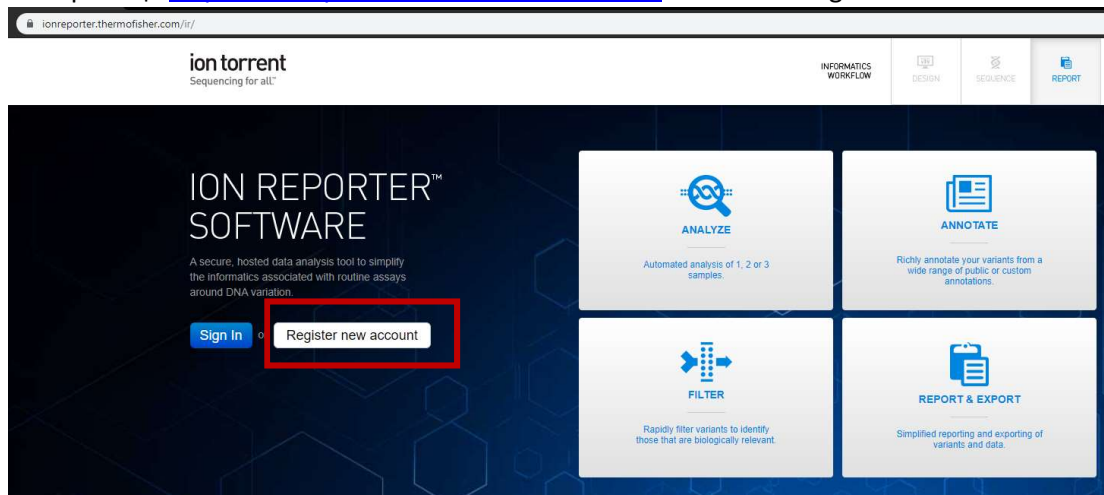 ionreporter.thermofisher.com/ir/
ion torrent
Sequencing for all.™
INFORMATICS
WORKFLOW
DESIGN
SEQUENCE
REPORT
ION REPORTER™
SOFTWARE
A secure, hosted data analysis tool to simplify
the informatics associated with routine assays
around DNA variation.
Sign In
Register new account
ANALYZE
Automated analysis of 1, 2 or 3
samples.
ANNOTATE
Richly annotate your variants from a
wide range of public or custom
annotations.
FILTER
Rapidly filter variants to identify
those that are biologically relevant.
REPORT & EXPORT
Simplified reporting and exporting of
variants and data.